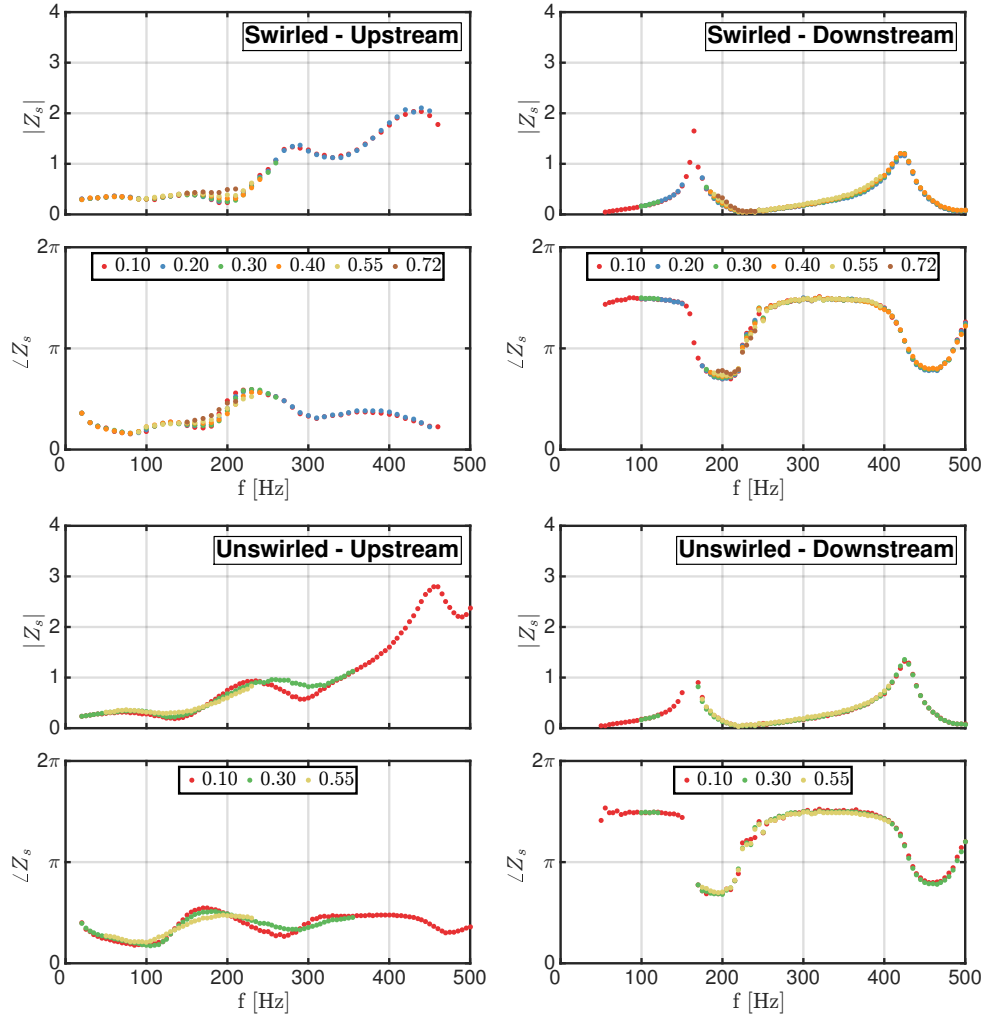 Swirled - Upstream
4
3
2
1
0
|Z_s|
2π
π
0
∠Z_s
0.10 0.20 0.30 0.40 0.55 0.72
0 100 200 300 400 500
f [Hz]
Swirled - Downstream
4
3
2
1
0
|Z_s|
2π
π
0
∠Z_s
0.10 0.20 0.30 0.40 0.55 0.72
0 100 200 300 400 500
f [Hz]
Unswirled - Upstream
4
3
2
1
0
|Z_s|
2π
π
0
∠Z_s
0.10 0.30 0.55
0 100 200 300 400 500
f [Hz]
Unswirled - Downstream
4
3
2
1
0
|Z_s|
2π
π
0
∠Z_s
0.10 0.30 0.55
0 100 200 300 400 500
f [Hz]